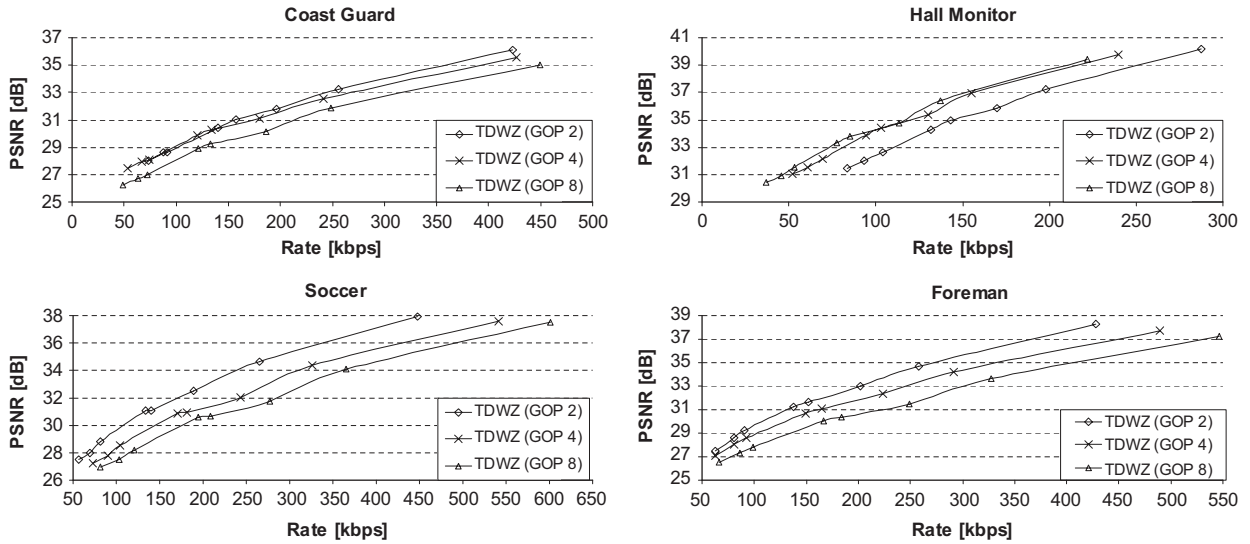 Coast Guard
PSNR [dB]
37
35
33
31
29
27
25
0 50 100 150 200 250 300 350 400 450 500
Rate [kbps]
TDWZ (GOP 2)
TDWZ (GOP 4)
TDWZ (GOP 8)
Hall Monitor
PSNR [dB]
41
39
37
35
33
31
29
0 50 100 150 200 250 300
Rate [kbps]
TDWZ (GOP 2)
TDWZ (GOP 4)
TDWZ (GOP 8)
Soccer
PSNR [dB]
38
36
34
32
30
28
26
50 100 150 200 250 300 350 400 450 500 550 600 650
Rate [kbps]
TDWZ (GOP 2)
TDWZ (GOP 4)
TDWZ (GOP 8)
Foreman
PSNR [dB]
39
37
35
33
31
29
27
25
50 100 150 200 250 300 350 400 450 500 550
Rate [kbps]
TDWZ (GOP 2)
TDWZ (GOP 4)
TDWZ (GOP 8)